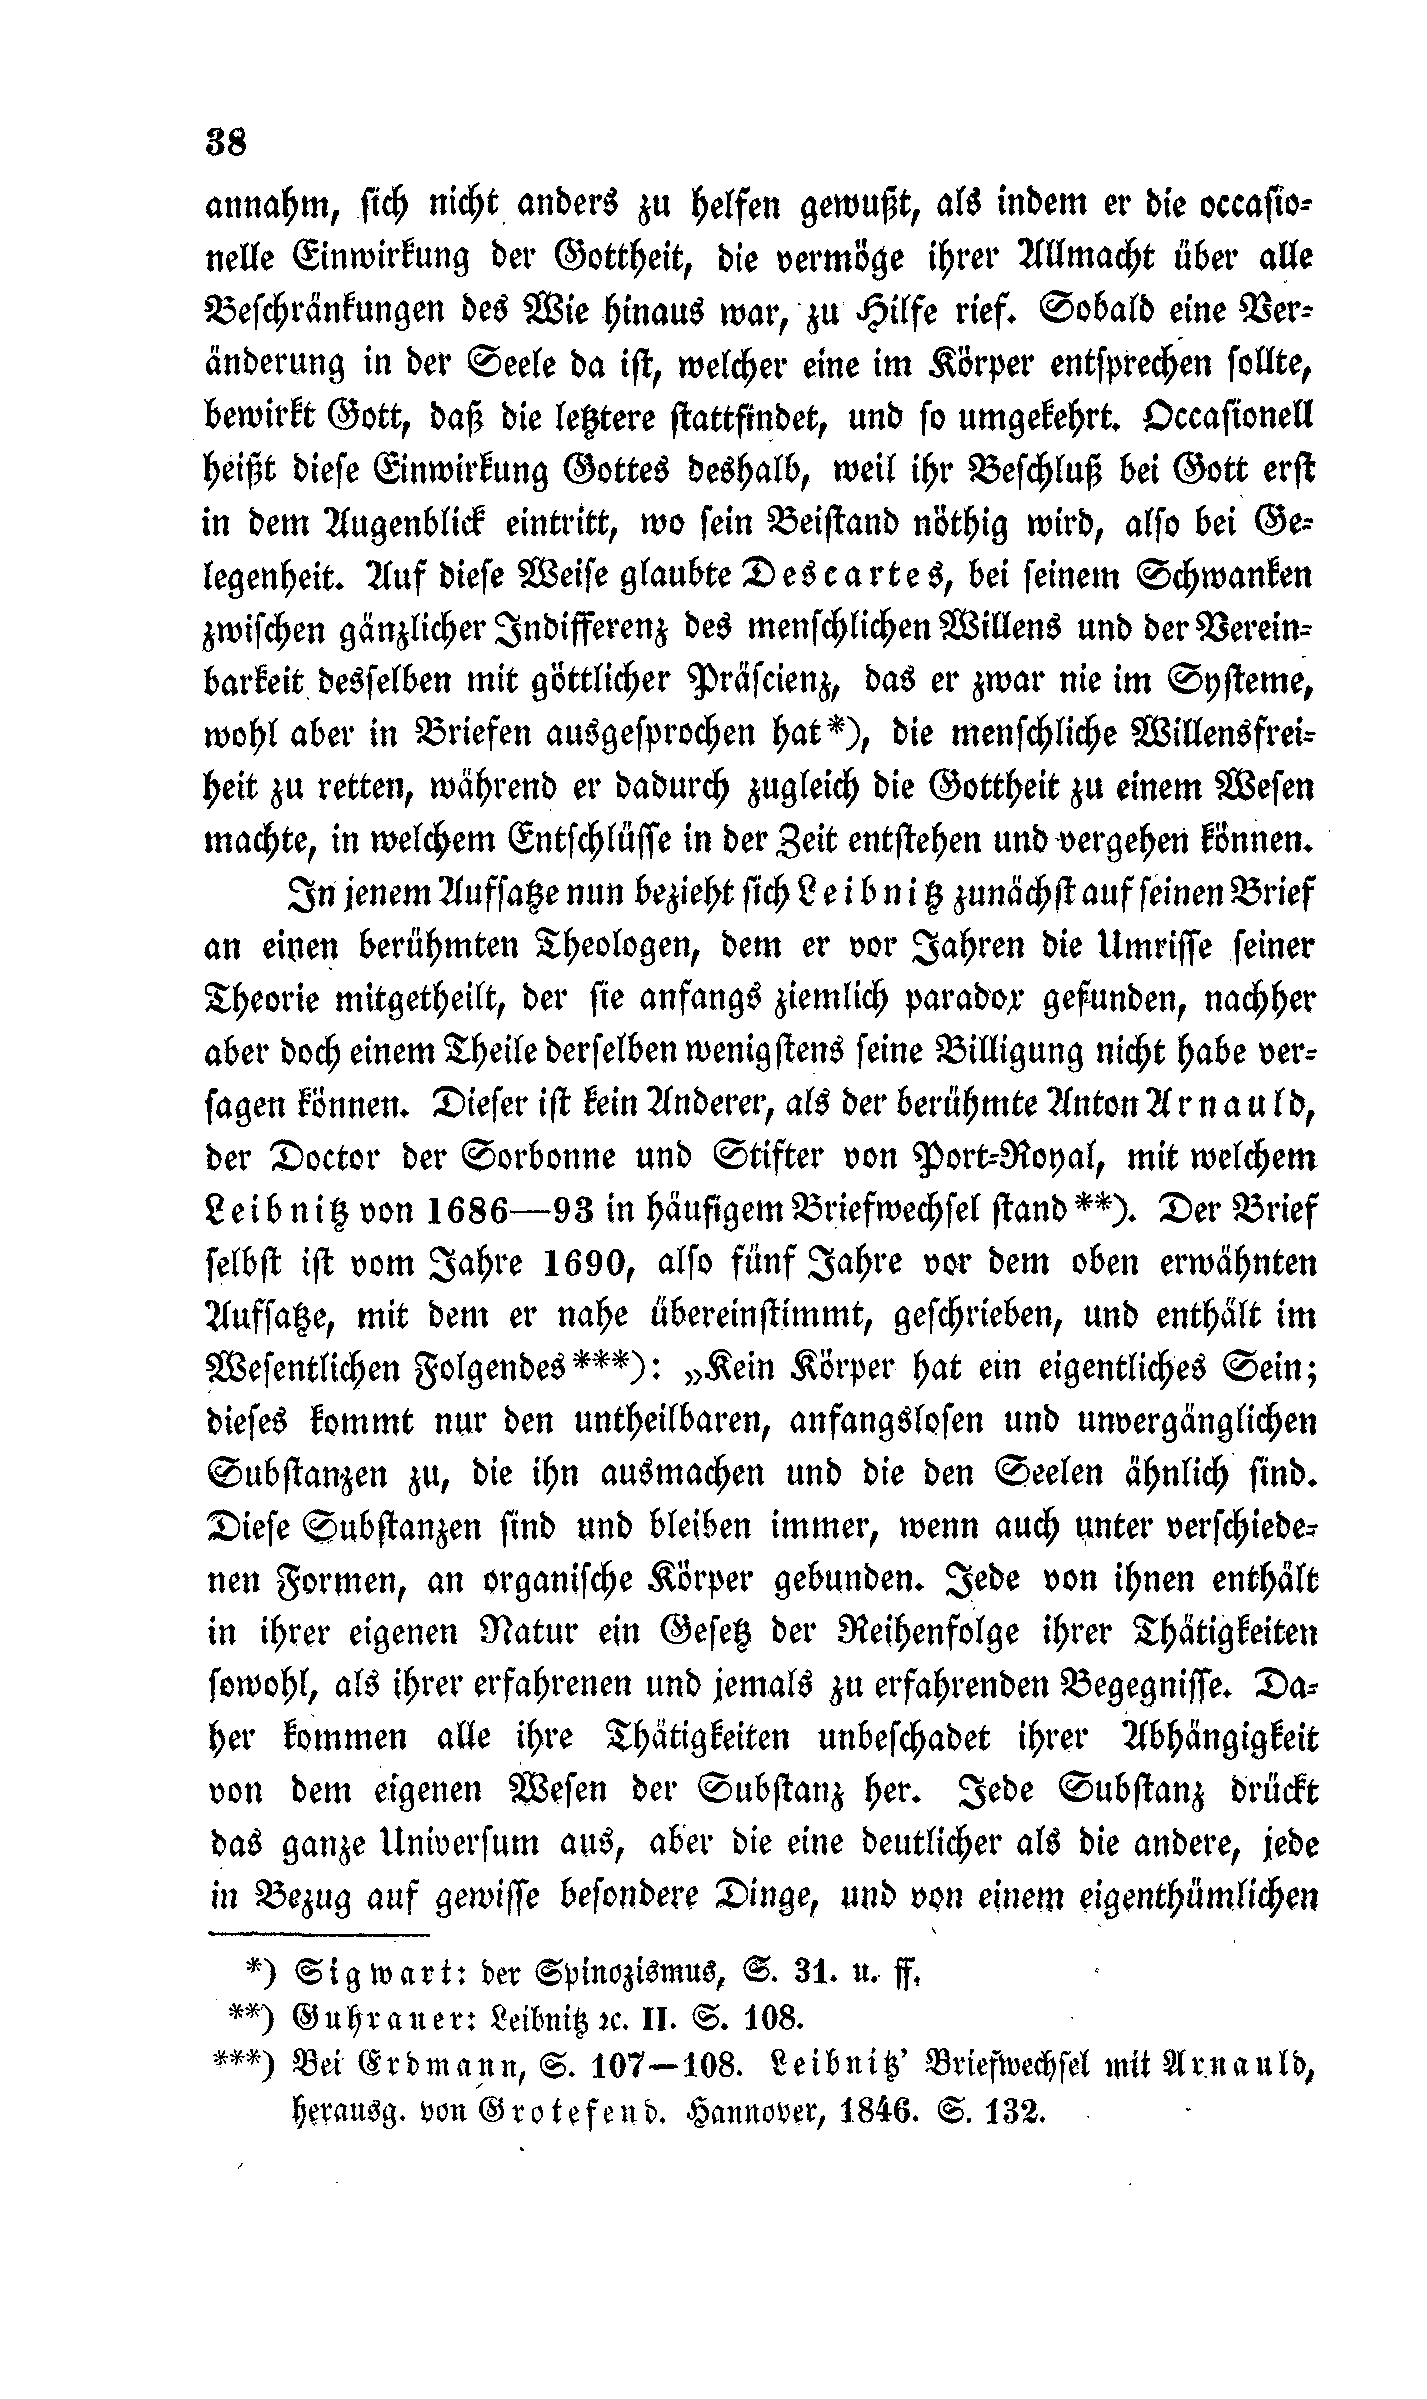 38
annahm, sich nicht anders zu helfen gewußt, als indem er die occasio-
nelle Einwirkung der Gottheit, die vermöge ihrer Allmacht über alle
Beschränkungen des Wie hinaus war, zu Hilfe rief. Sobald eine Ver-
änderung in der Seele da ist, welcher eine im Körper entsprechen sollte,
bewirkt Gott, daß die letztere stattfindet, und so umgekehrt. Occasionell
heißt diese Einwirkung Gottes deshalb, weil ihr Beschluß bei Gott erst
in dem Augenblick eintritt, wo sein Beistand nöthig wird, also bei Ge-
legenheit. Auf diese Weise glaubte Descartes, bei seinem Schwanken
zwischen gänzlicher Indifferenz des menschlichen Willens und der Verein-
barkeit desselben mit göttlicher Präscienz, das er zwar nie im Systeme,
wohl aber in Briefen ausgesprochen hat*), die menschliche Willensfrei-
heit zu retten, während er dadurch zugleich die Gottheit zu einem Wesen
machte, in welchem Entschlüsse in der Zeit entstehen und vergehen können.
In jenem Aufsatze nun bezieht sich Leibnitz zunächst auf seinen Brief
an einen berühmten Theologen, dem er vor Jahren die Umrisse seiner
Theorie mitgetheilt, der sie anfangs ziemlich paradox gefunden, nachher
aber doch einem Theile derselben wenigstens seine Billigung nicht habe ver-
sagen können. Dieser ist kein Anderer, als der berühmte Anton Arnauld,
der Doctor der Sorbonne und Stifter von Port-Royal, mit welchem
Leibnitz von 1686—93 in häufigem Briefwechsel stand**). Der Brief
selbst ist vom Jahre 1690, also fünf Jahre vor dem oben erwähnten
Aufsatze, mit dem er nahe übereinstimmt, geschrieben, und enthält im
Wesentlichen Folgendes***): „Kein Körper hat ein eigentliches Sein;
dieses kommt nur den untheilbaren, anfangslosen und unvergänglichen
Substanzen zu, die ihn ausmachen und die den Seelen ähnlich sind.
Diese Substanzen sind und bleiben immer, wenn auch unter verschiede-
nen Formen, an organische Körper gebunden. Jede von ihnen enthält
in ihrer eigenen Natur ein Gesetz der Reihenfolge ihrer Thätigkeiten
sowohl, als ihrer erfahrenen und jemals zu erfahrenden Begegnisse. Da-
her kommen alle ihre Thätigkeiten unbeschadet ihrer Abhängigkeit
von dem eigenen Wesen der Substanz her. Jede Substanz drückt
das ganze Universum aus, aber die eine deutlicher als die andere, jede
in Bezug auf gewisse besondere Dinge, und von einem eigenthümlichen
*) Sigwart: der Spinozismus, S. 31. u. ff.
**) Guhrauer: Leibnitz ꝛc. II. S. 108.
***) Bei Erdmann, S. 107—108. Leibnitz' Briefwechsel mit Arnauld,
herausg. von Grotefend. Hannover, 1846. S. 132.